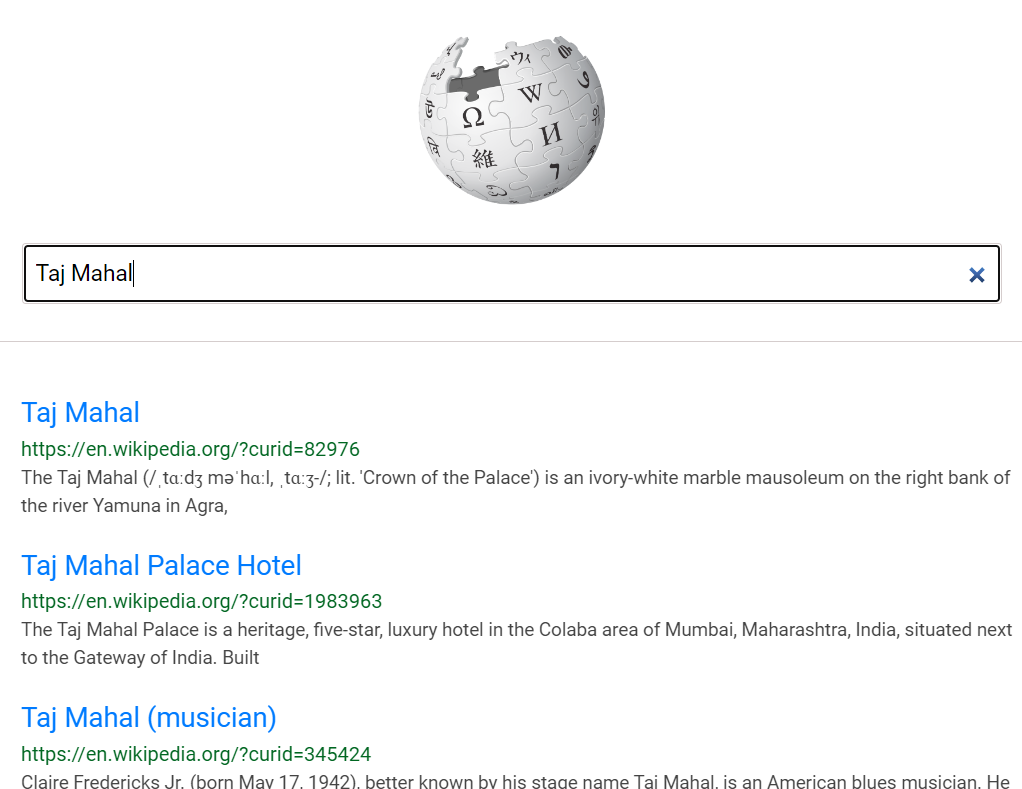 ウィ
W
Ω
И
維
7
Taj Mahal
×
Taj Mahal
https://en.wikipedia.org/?curid=82976
The Taj Mahal (/ˌtɑːdʒ məˈhɑːl, ˌtɑːʒ-/; lit. 'Crown of the Palace') is an ivory-white marble mausoleum on the right bank of
the river Yamuna in Agra,
Taj Mahal Palace Hotel
https://en.wikipedia.org/?curid=1983963
The Taj Mahal Palace is a heritage, five-star, luxury hotel in the Colaba area of Mumbai, Maharashtra, India, situated next
to the Gateway of India. Built
Taj Mahal (musician)
https://en.wikipedia.org/?curid=345424
Claire Fredericks Jr. (born May 17, 1942), better known by his stage name Taj Mahal, is an American blues musician. He